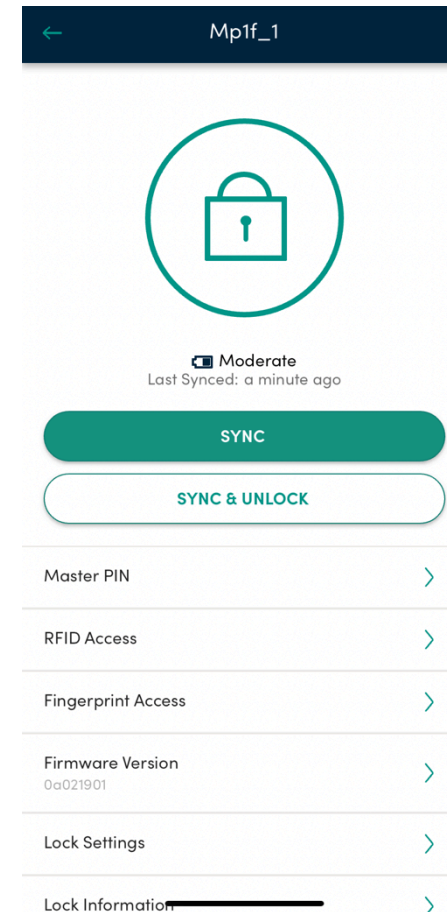 Mp1f_1
Moderate
Last Synced: a minute ago
SYNC
SYNC & UNLOCK
Master PIN
RFID Access
Fingerprint Access
Firmware Version
0a021901
Lock Settings
Lock Information